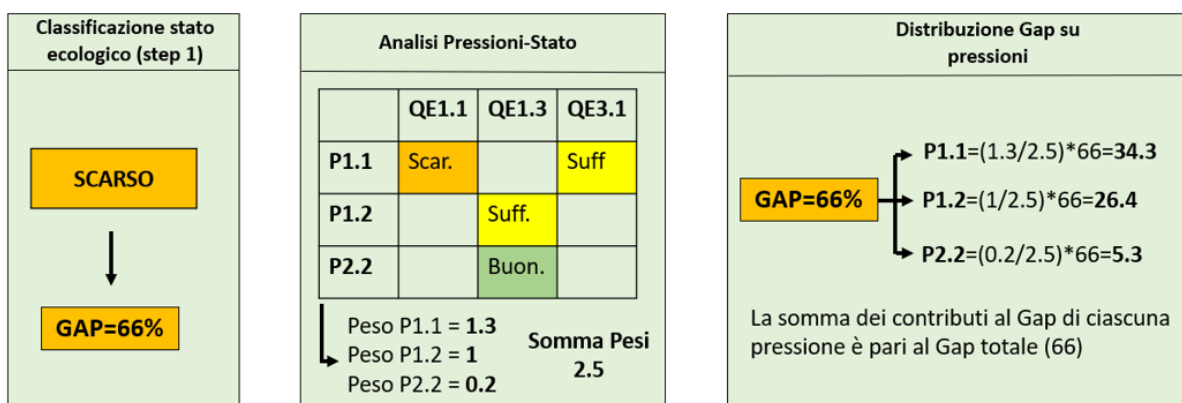 Classificazione stato
ecologico (step 1)
SCARSO
GAP=66%
Analisi Pressioni-Stato
QE1.1 QE1.3 QE3.1
P1.1 Scar. Suff
P1.2 Suff.
P2.2 Buon.
Peso P1.1 = 1.3
Peso P1.2 = 1
Peso P2.2 = 0.2
Somma Pesi
2.5
Distribuzione Gap su
pressioni
GAP=66%
P1.1=(1.3/2.5)*66=34.3
P1.2=(1/2.5)*66=26.4
P2.2=(0.2/2.5)*66=5.3
La somma dei contributi al Gap di ciascuna
pressione è pari al Gap totale (66)